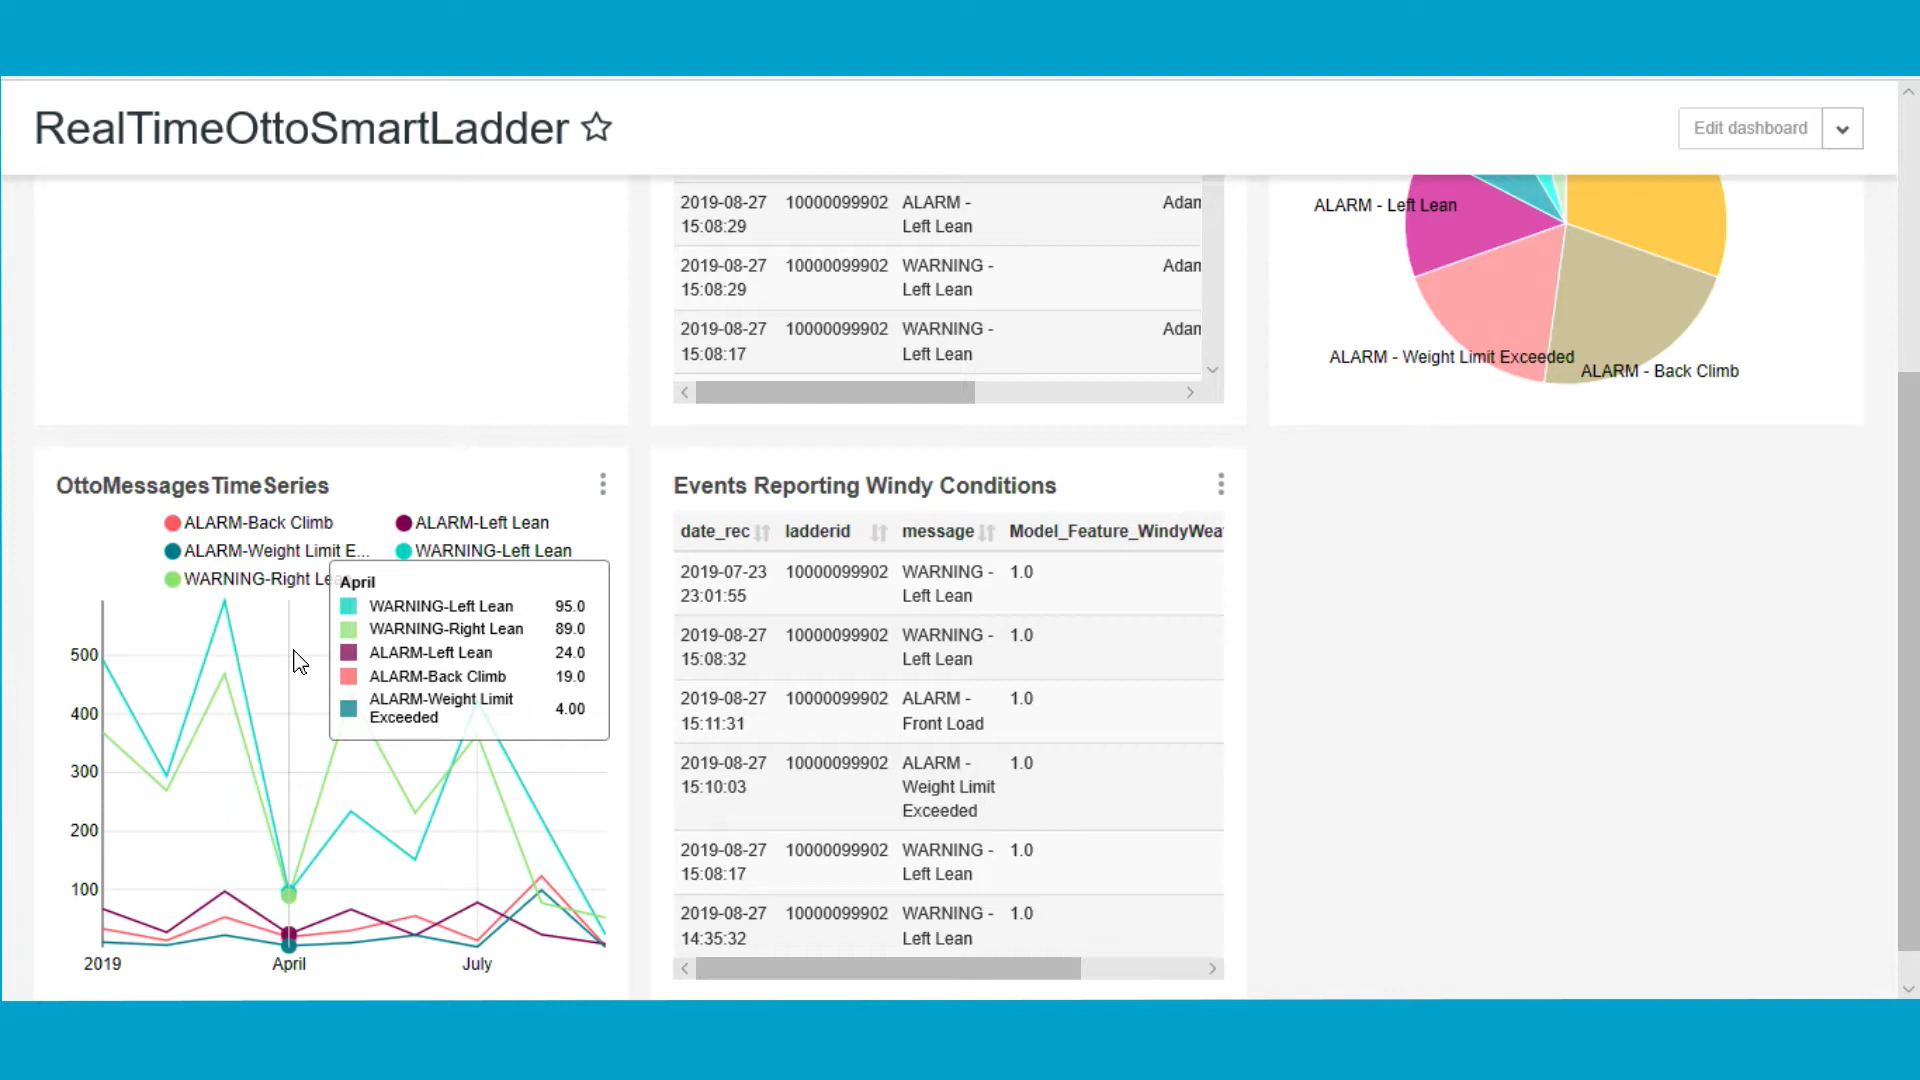 RealTimeOttoSmartLadder
Edit dashboard
2019-08-27 10000099902 ALARM - Adam
15:08:29 Left Lean
2019-08-27 10000099902 WARNING - Adam
15:08:29 Left Lean
2019-08-27 10000099902 WARNING - Adam
15:08:17 Left Lean
ALARM - Left Lean
ALARM - Weight Limit Exceeded
ALARM - Back Climb
OttoMessagesTimeSeries
ALARM-Back Climb ALARM-Left Lean
ALARM-Weight Limit E... WARNING-Left Lean
WARNING-Right Le
April
WARNING-Left Lean 95.0
WARNING-Right Lean 89.0
ALARM-Left Lean 24.0
ALARM-Back Climb 19.0
ALARM-Weight Limit
Exceeded 4.00
500
400
300
200
100
2019 April July
Events Reporting Windy Conditions
date_rec ladderid message Model_Feature_WindyWea
2019-07-23 10000099902 WARNING - 1.0
23:01:55 Left Lean
2019-08-27 10000099902 WARNING - 1.0
15:08:32 Left Lean
2019-08-27 10000099902 ALARM - 1.0
15:11:31 Front Load
2019-08-27 10000099902 ALARM - 1.0
15:10:03 Weight Limit
Exceeded
2019-08-27 10000099902 WARNING - 1.0
15:08:17 Left Lean
2019-08-27 10000099902 WARNING - 1.0
14:35:32 Left Lean